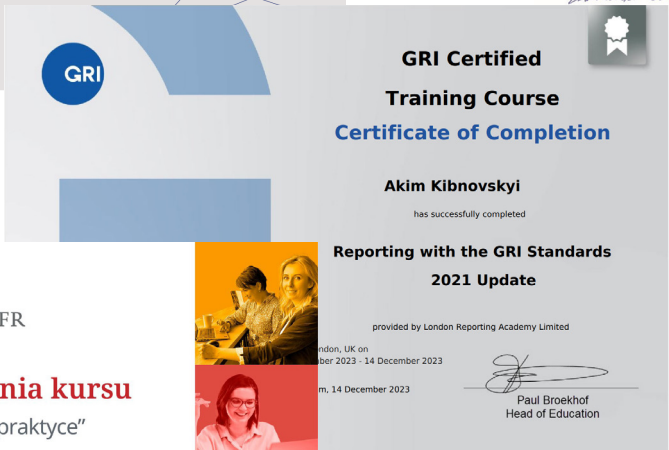 GRI
GRI Certified
Training Course
Certificate of Completion
Akim Kibnovskyi
has successfully completed
Reporting with the GRI Standards
2021 Update
provided by London Reporting Academy Limited
ndon, UK on
ber 2023 - 14 December 2023
m, 14 December 2023
Paul Broekhof
Head of Education
FR
nia kursu
praktyce”